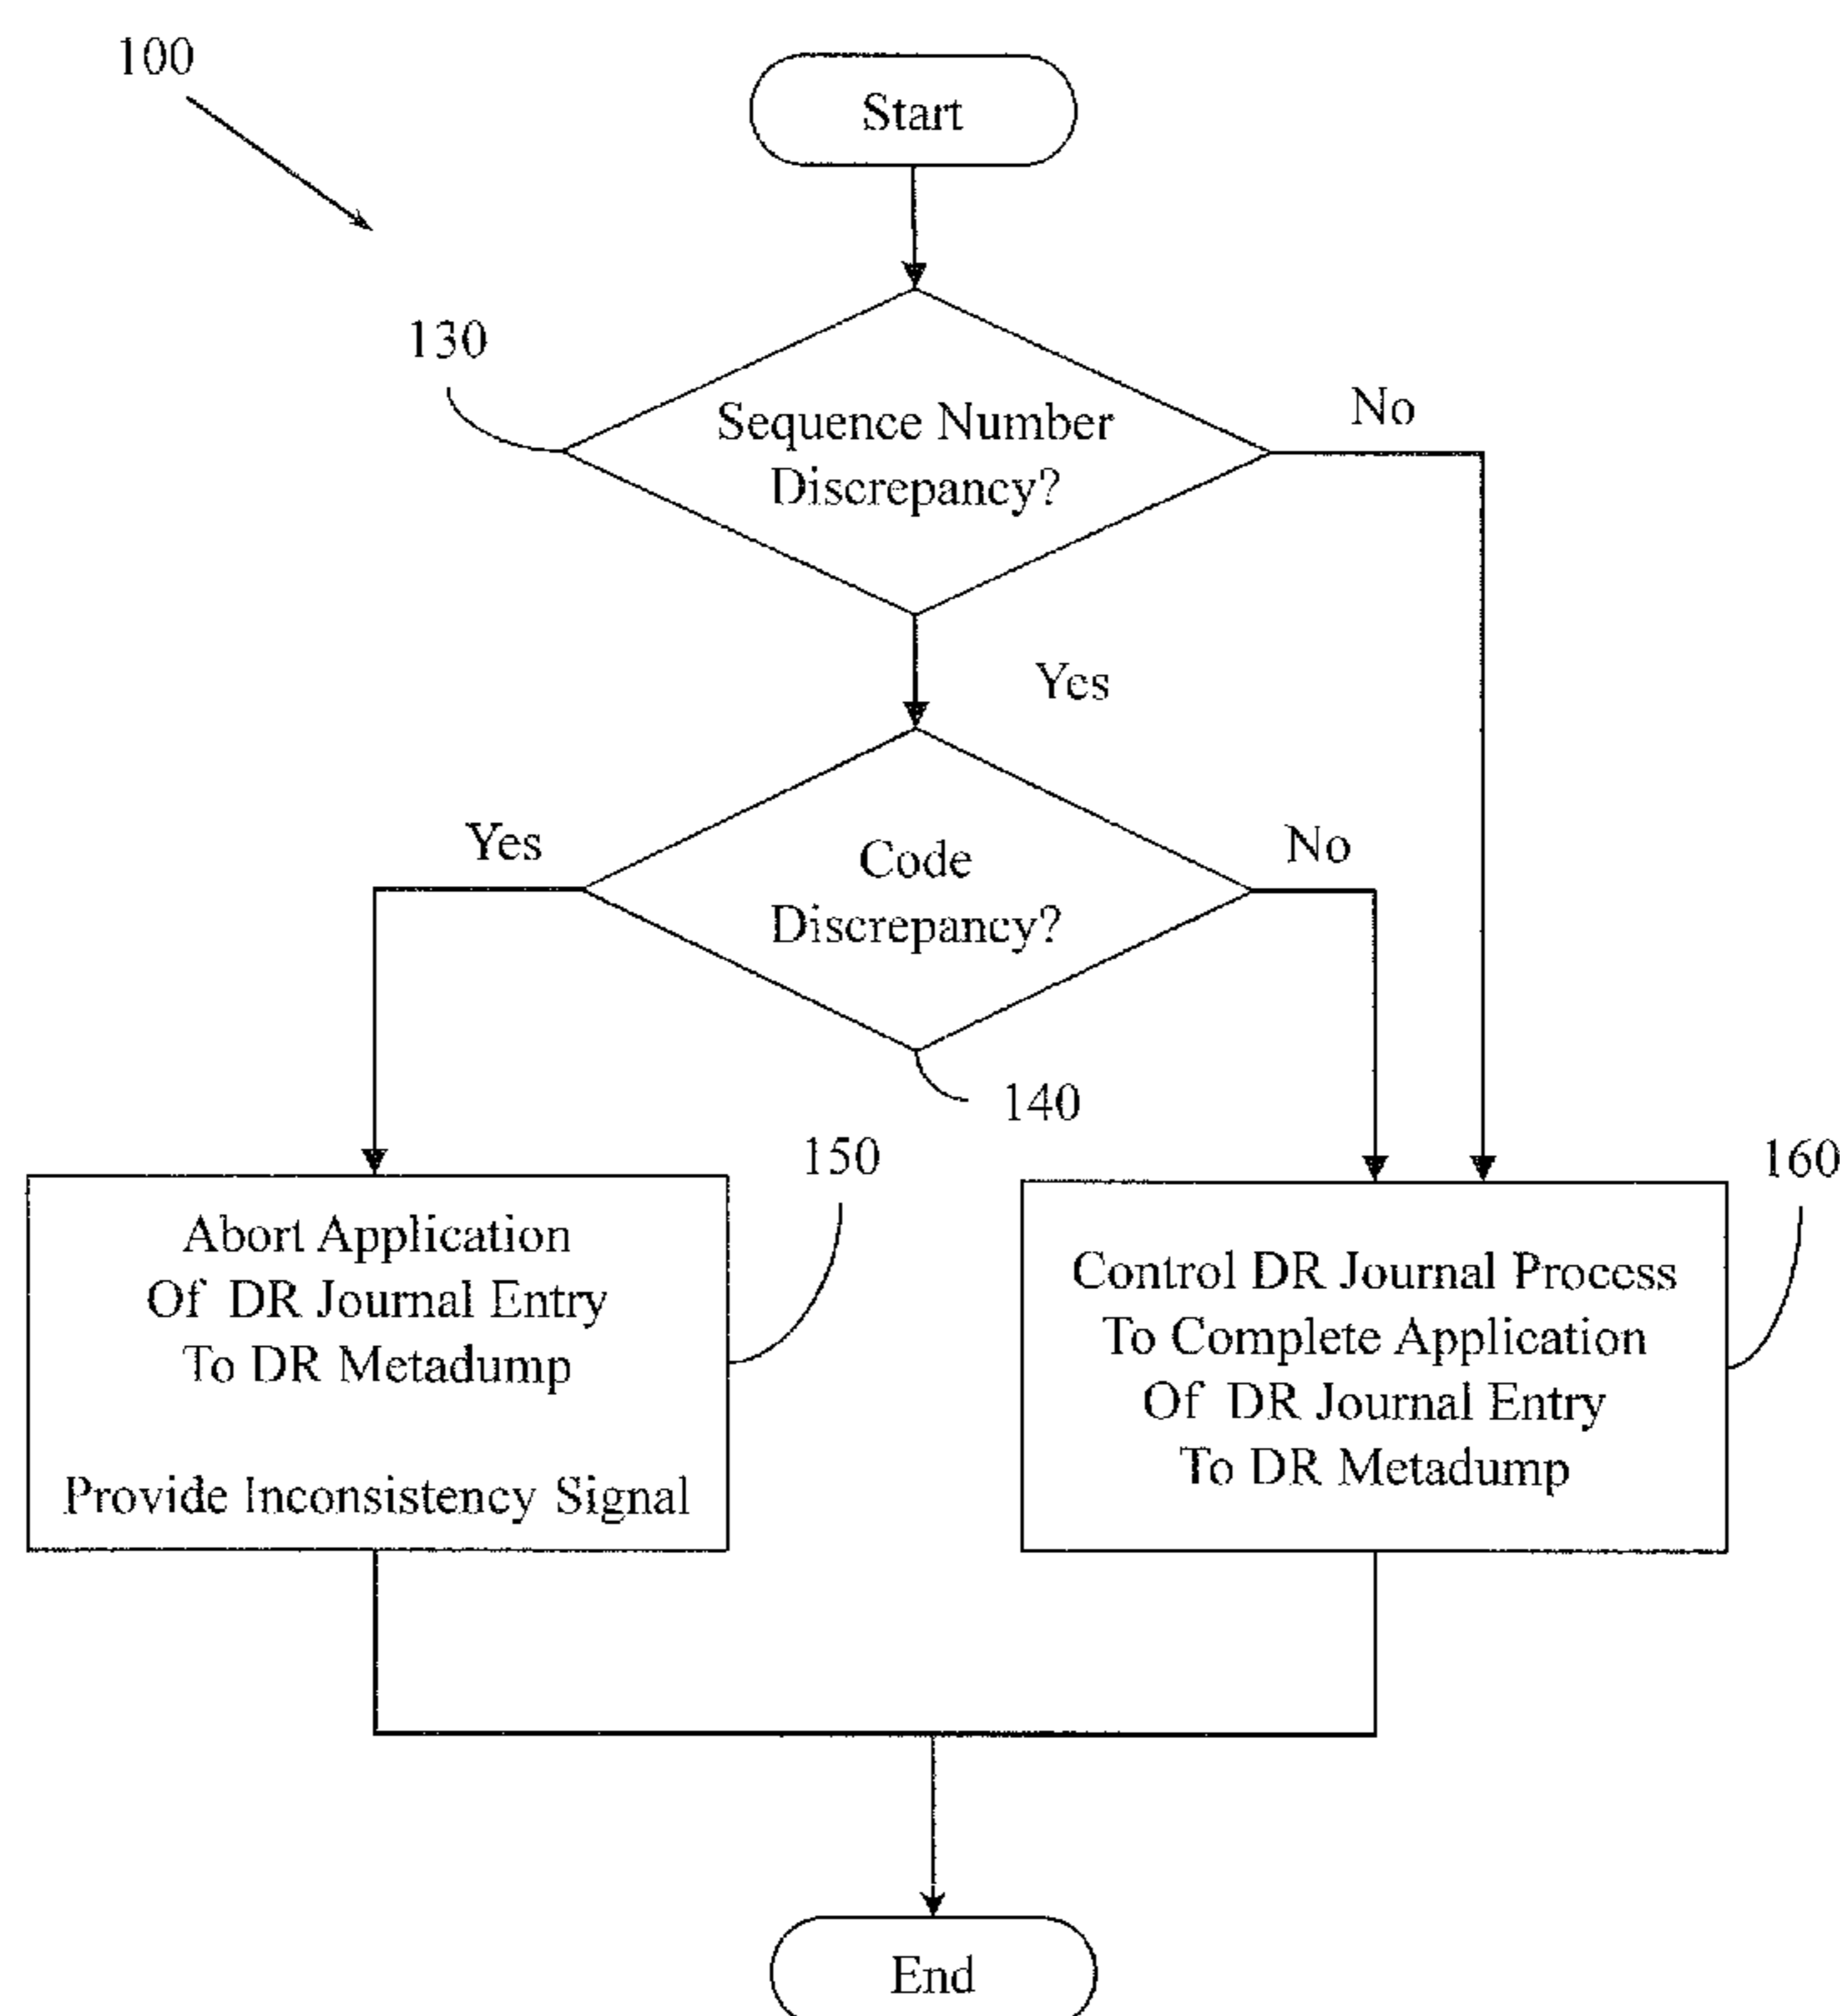 100
Start
130
Sequence Number
Discrepancy?
No
Yes
Yes
Code
Discrepancy?
No
140
150
160
Abort Application
Of DR Journal Entry
To DR Metadump
Provide Inconsistency Signal
Control DR Journal Process
To Complete Application
Of DR Journal Entry
To DR Metadump
End